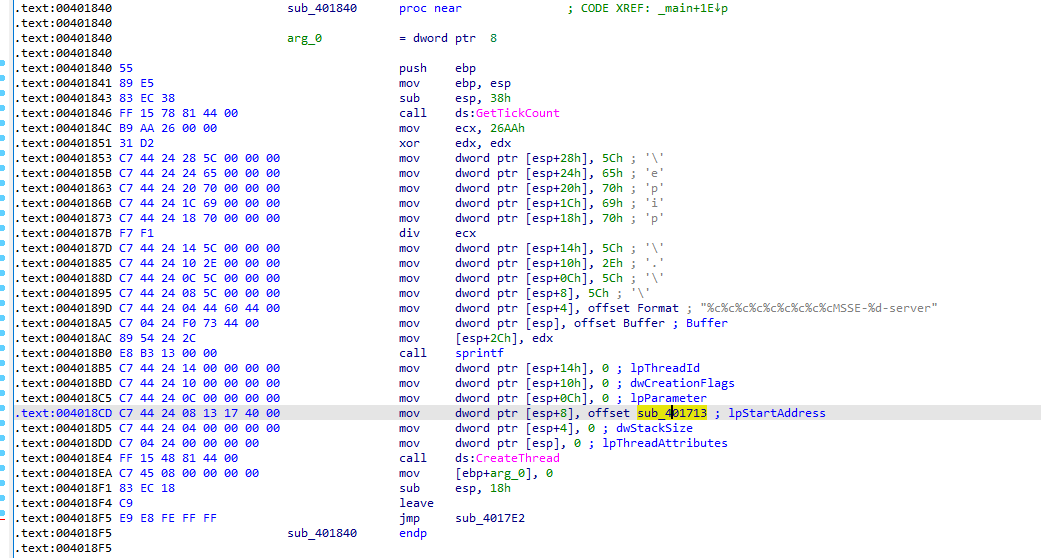 .text:00401840 sub_401840 proc near ; CODE XREF: _main+1E↓p
.text:00401840
.text:00401840 arg_0 = dword ptr 8
.text:00401840
.text:00401840 55 push ebp
.text:00401841 89 E5 mov ebp, esp
.text:00401843 83 EC 38 sub esp, 38h
.text:00401846 FF 15 78 81 44 00 call ds:GetTickCount
.text:0040184C B9 AA 26 00 00 mov ecx, 26AAh
.text:00401851 31 D2 xor edx, edx
.text:00401853 C7 44 24 28 5C 00 00 00 mov dword ptr [esp+28h], 5Ch ; '\'
.text:0040185B C7 44 24 24 65 00 00 00 mov dword ptr [esp+24h], 65h ; 'e'
.text:00401863 C7 44 24 20 70 00 00 00 mov dword ptr [esp+20h], 70h ; 'p'
.text:0040186B C7 44 24 1C 69 00 00 00 mov dword ptr [esp+1Ch], 69h ; 'i'
.text:00401873 C7 44 24 18 70 00 00 00 mov dword ptr [esp+18h], 70h ; 'p'
.text:0040187B F7 F1 div ecx
.text:0040187D C7 44 24 14 5C 00 00 00 mov dword ptr [esp+14h], 5Ch ; '\'
.text:00401885 C7 44 24 10 2E 00 00 00 mov dword ptr [esp+10h], 2Eh ; '.'
.text:0040188D C7 44 24 0C 5C 00 00 00 mov dword ptr [esp+0Ch], 5Ch ; '\'
.text:00401895 C7 44 24 08 5C 00 00 00 mov dword ptr [esp+8], 5Ch ; '\'
.text:0040189D C7 44 24 04 44 60 44 00 mov dword ptr [esp+4], offset Format ; "%c%c%c%c%c%c%c%c%cMSSE-%d-server"
.text:004018A5 C7 04 24 F0 73 44 00 mov dword ptr [esp], offset Buffer ; Buffer
.text:004018AC 89 54 24 2C mov [esp+2Ch], edx
.text:004018B0 E8 B3 13 00 00 call sprintf
.text:004018B5 C7 44 24 14 00 00 00 00 mov dword ptr [esp+14h], 0 ; lpThreadId
.text:004018BD C7 44 24 10 00 00 00 00 mov dword ptr [esp+10h], 0 ; dwCreationFlags
.text:004018C5 C7 44 24 0C 00 00 00 00 mov dword ptr [esp+0Ch], 0 ; lpParameter
.text:004018CD C7 44 24 08 13 17 40 00 mov dword ptr [esp+8], offset sub_401713 ; lpStartAddress
.text:004018D5 C7 44 24 04 00 00 00 00 mov dword ptr [esp+4], 0 ; dwStackSize
.text:004018DD C7 04 24 00 00 00 00 mov dword ptr [esp], 0 ; lpThreadAttributes
.text:004018E4 FF 15 48 81 44 00 call ds:CreateThread
.text:004018EA C7 45 08 00 00 00 00 mov [ebp+arg_0], 0
.text:004018F1 83 EC 18 sub esp, 18h
.text:004018F4 C9 leave
.text:004018F5 E9 E8 FE FF FF jmp sub_4017E2
.text:004018F5 sub_401840 endp
.text:004018F5